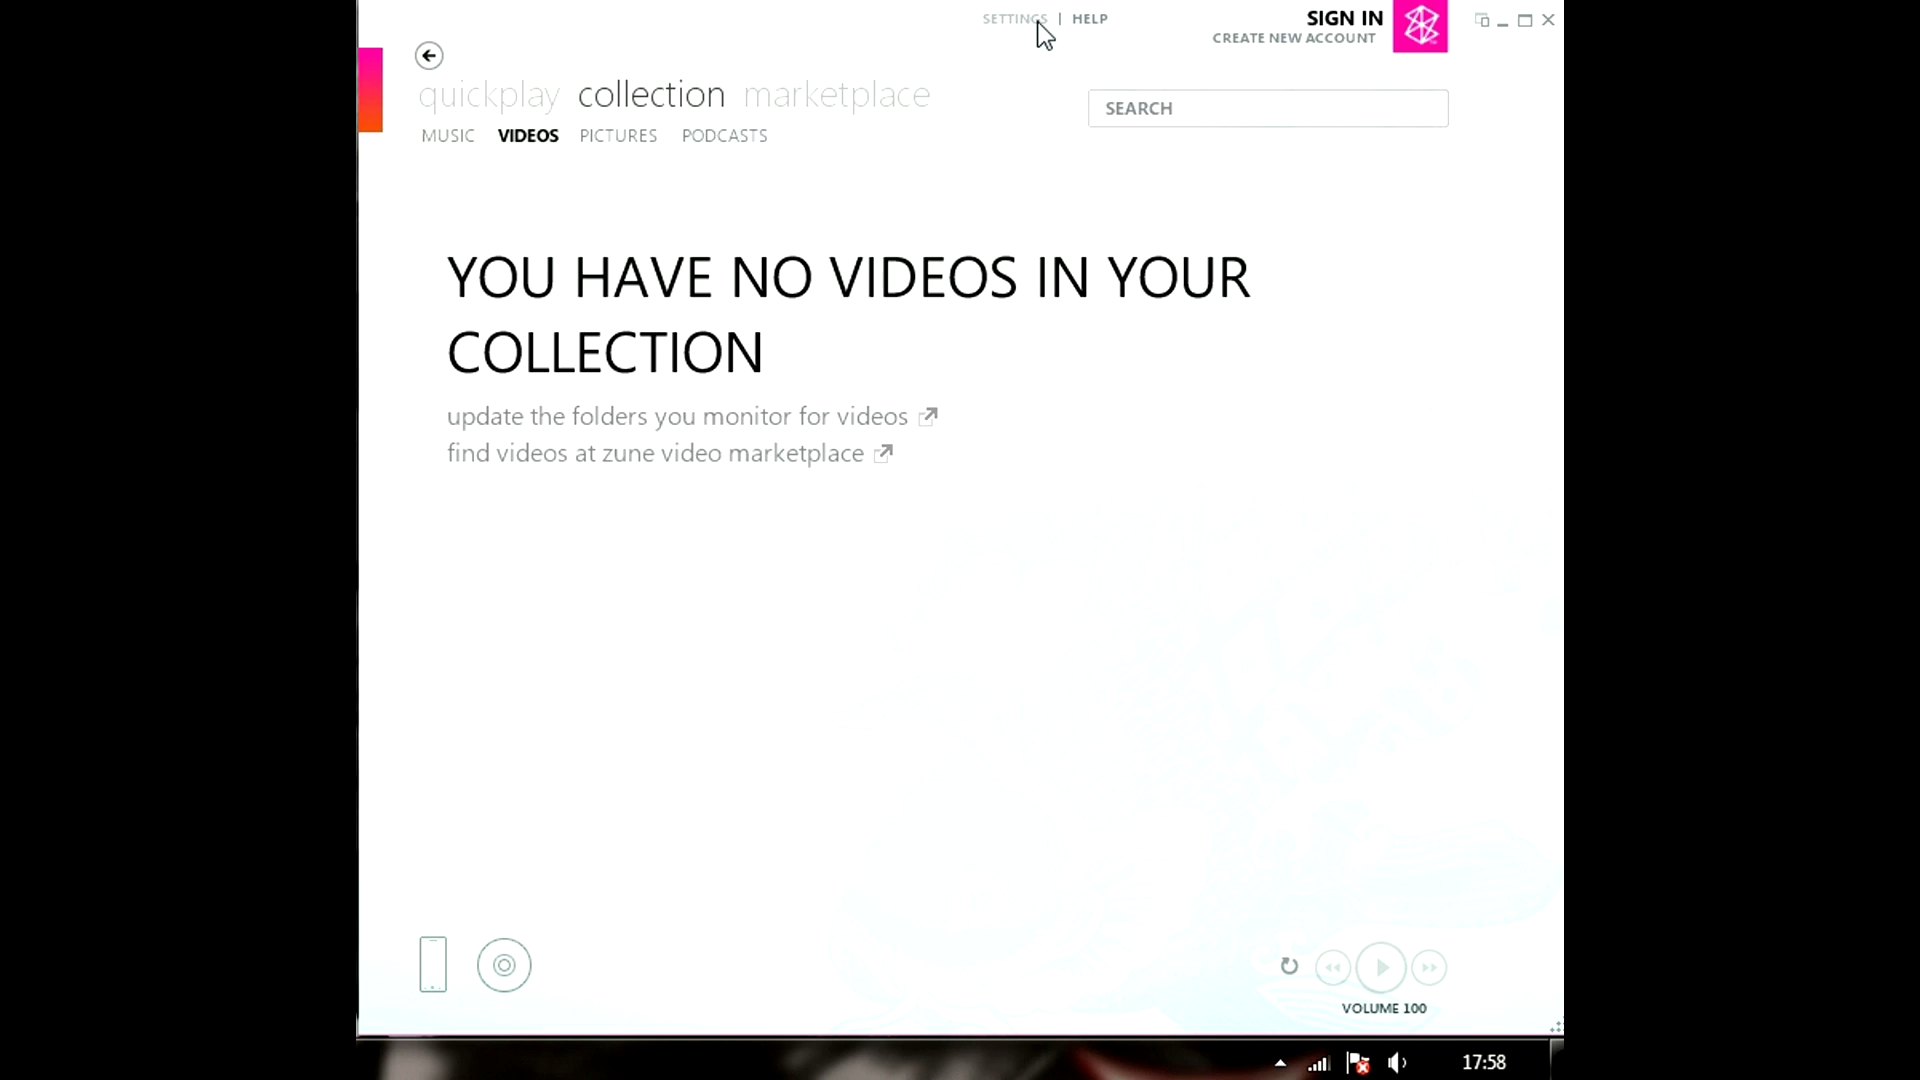 SETTINGS | HELP
SIGN IN
CREATE NEW ACCOUNT
quickplay collection marketplace
SEARCH
MUSIC VIDEOS PICTURES PODCASTS
YOU HAVE NO VIDEOS IN YOUR
COLLECTION
update the folders you monitor for videos
find videos at zune video marketplace
VOLUME 100
17:58